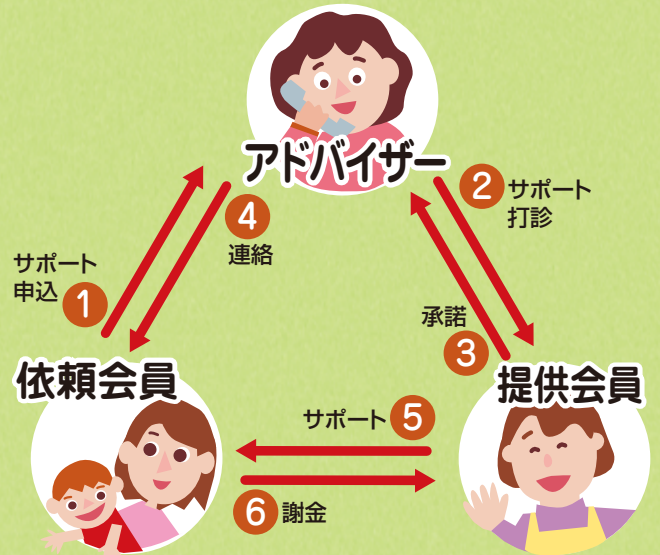 アドバイザー
2 サポート
打診
4
連絡
サポート
申込 1
承諾
3
依頼会員
提供会員
サポート 5
6 謝金